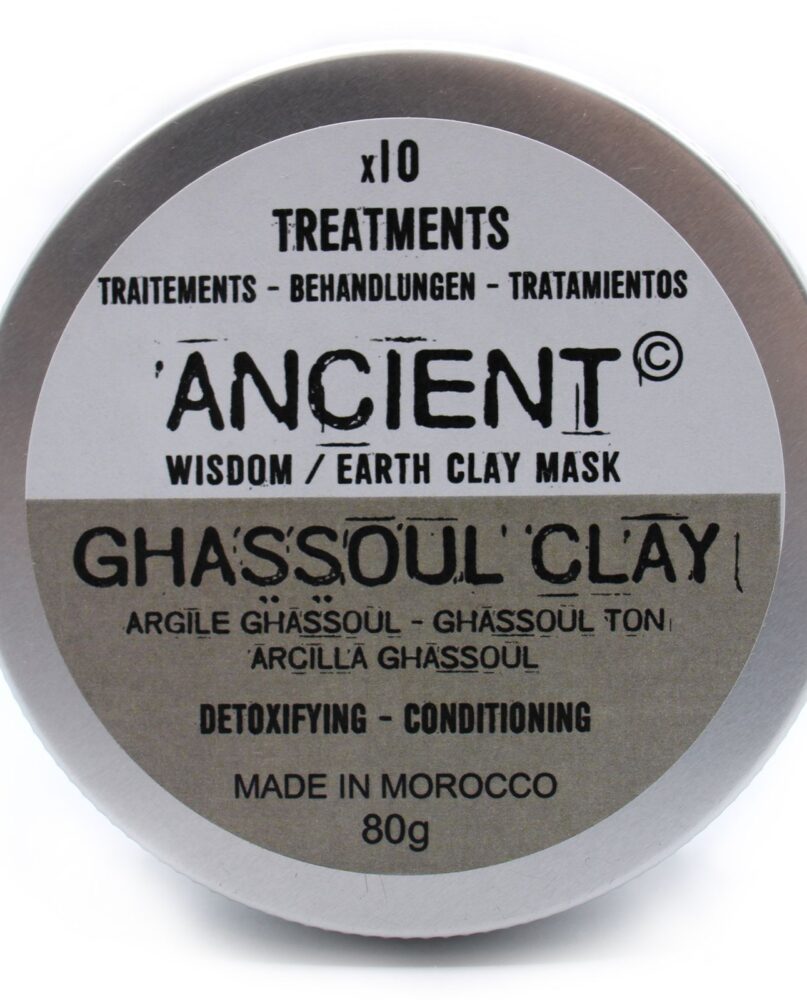 x10
TREATMENTS
TRAITEMENTS - BEHANDLUNGEN - TRATAMIENTOS
ANCIENT©
WISDOM / EARTH CLAY MASK
GHASSOUL CLAY
ARGILE GHASSOUL - GHASSOUL TON
ARCILLA GHASSOUL
DETOXIFYING - CONDITIONING
MADE IN MOROCCO
80g